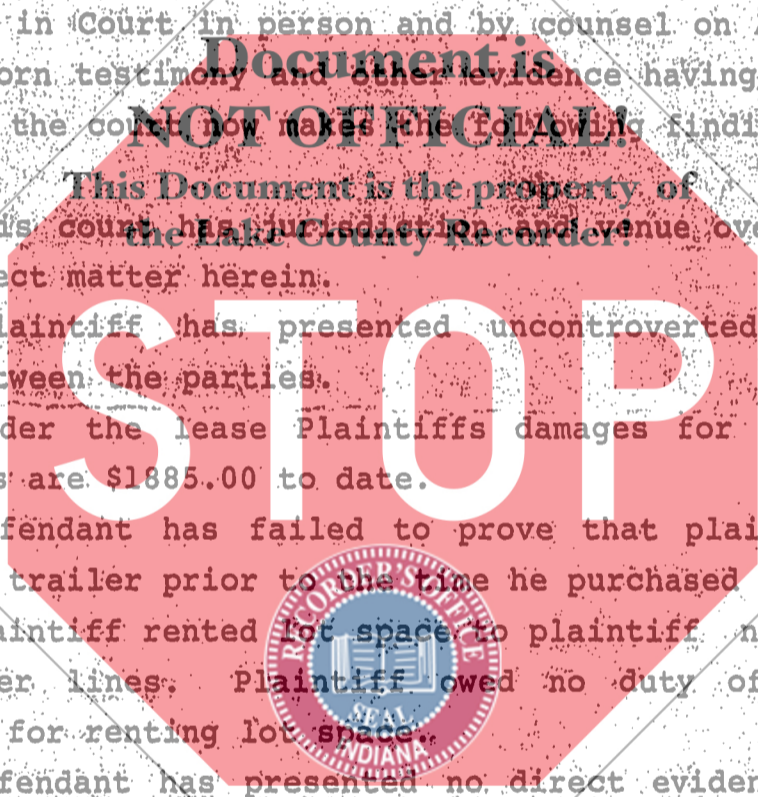 in Court in person and by counsel on
Document is
orn testimony and other evidence having
NOT OFFICIAL!
the court now makes the following findi
This Document is the property of
is court has jurisdiction and venue ove
the Lake County Recorder!
ect matter herein.
laintiff has presented uncontroverted
tween the parties.
STOP
der the lease Plaintiffs damages for
s are $1885.00 to date.
fendant has failed to prove that plai
trailer prior to the time he purchased
aintiff rented lot space to plaintiff n
er lines. Plaintiff owed no duty of
for renting lot space.
fendant has presented no direct eviden
RECORDER'S OFFICE
SEAL
INDIANA